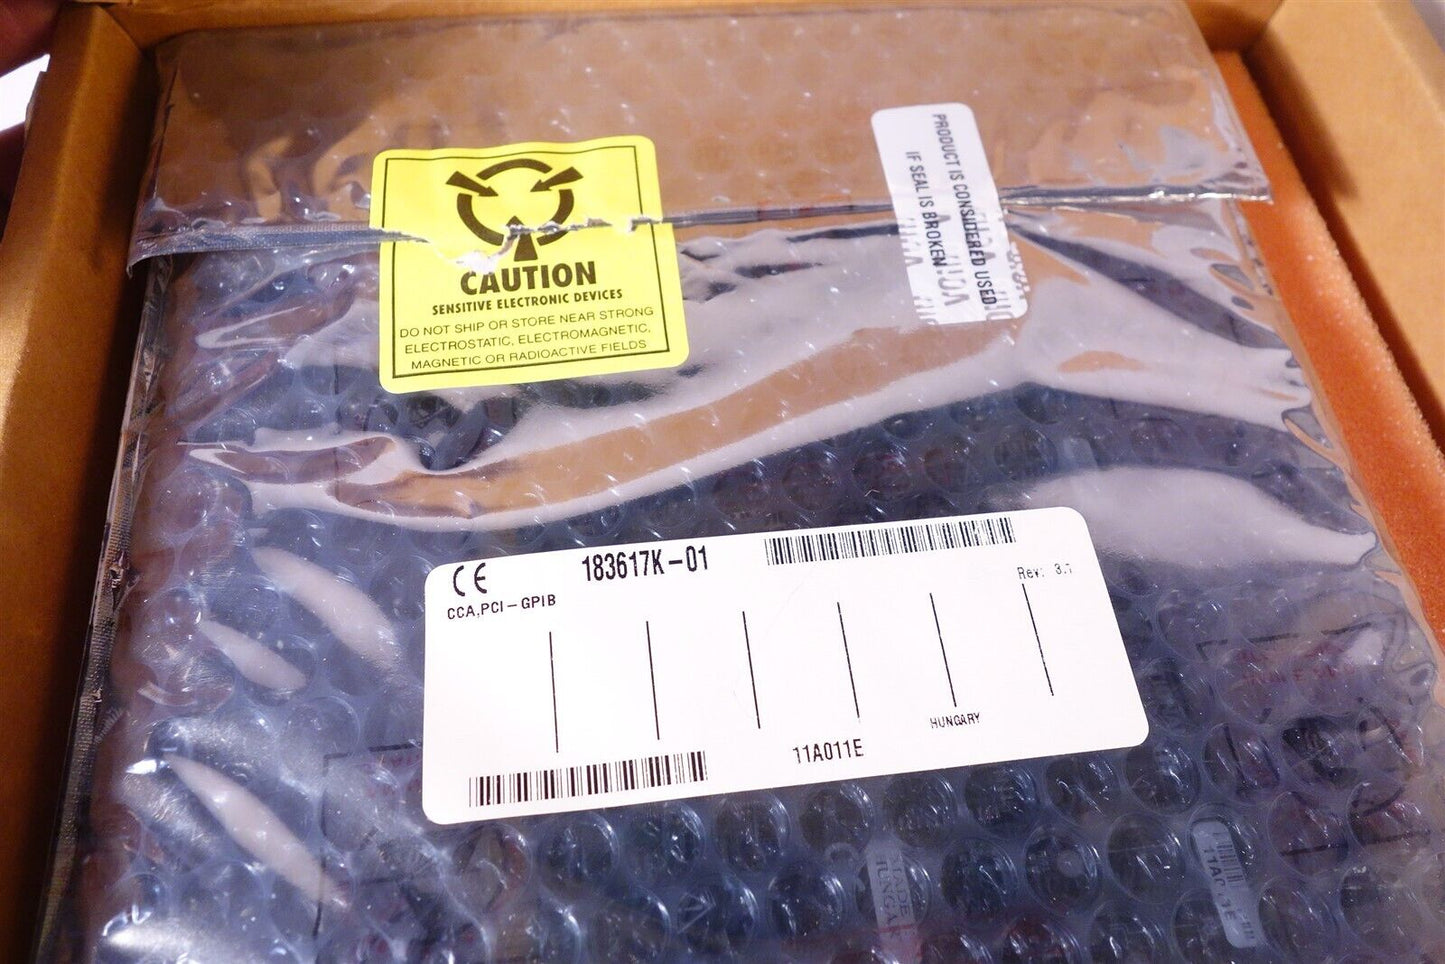 CAUTION
SENSITIVE ELECTRONIC DEVICES
DO NOT SHIP OR STORE NEAR STRONG
ELECTROSTATIC, ELECTROMAGNETIC,
MAGNETIC OR RADIOACTIVE FIELDS
PRODUCT IS CONSIDERED USED
IF SEAL IS BROKEN
CE
183617K-01
CCA,PCI-GPIB
Rev:
HUNGARY
11A011E